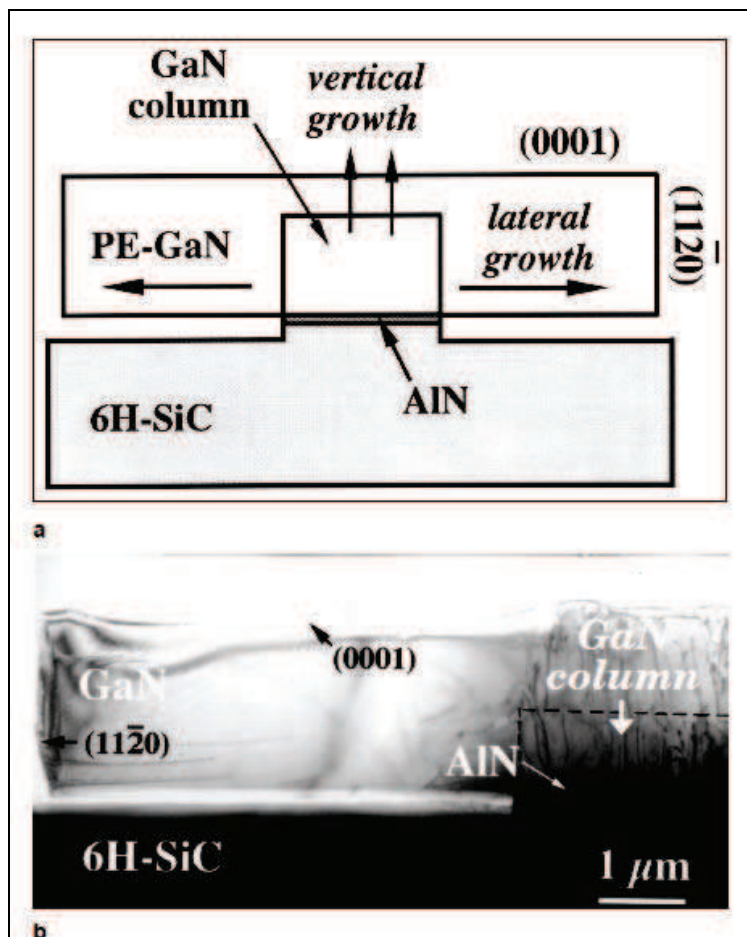 GaN
column
vertical
growth
(0001)
PE-GaN
lateral
growth
(112̄0)
AlN
6H-SiC
a
(0001)
GaN
column
GaN
(112̄0)
AlN
6H-SiC
1 μm
b